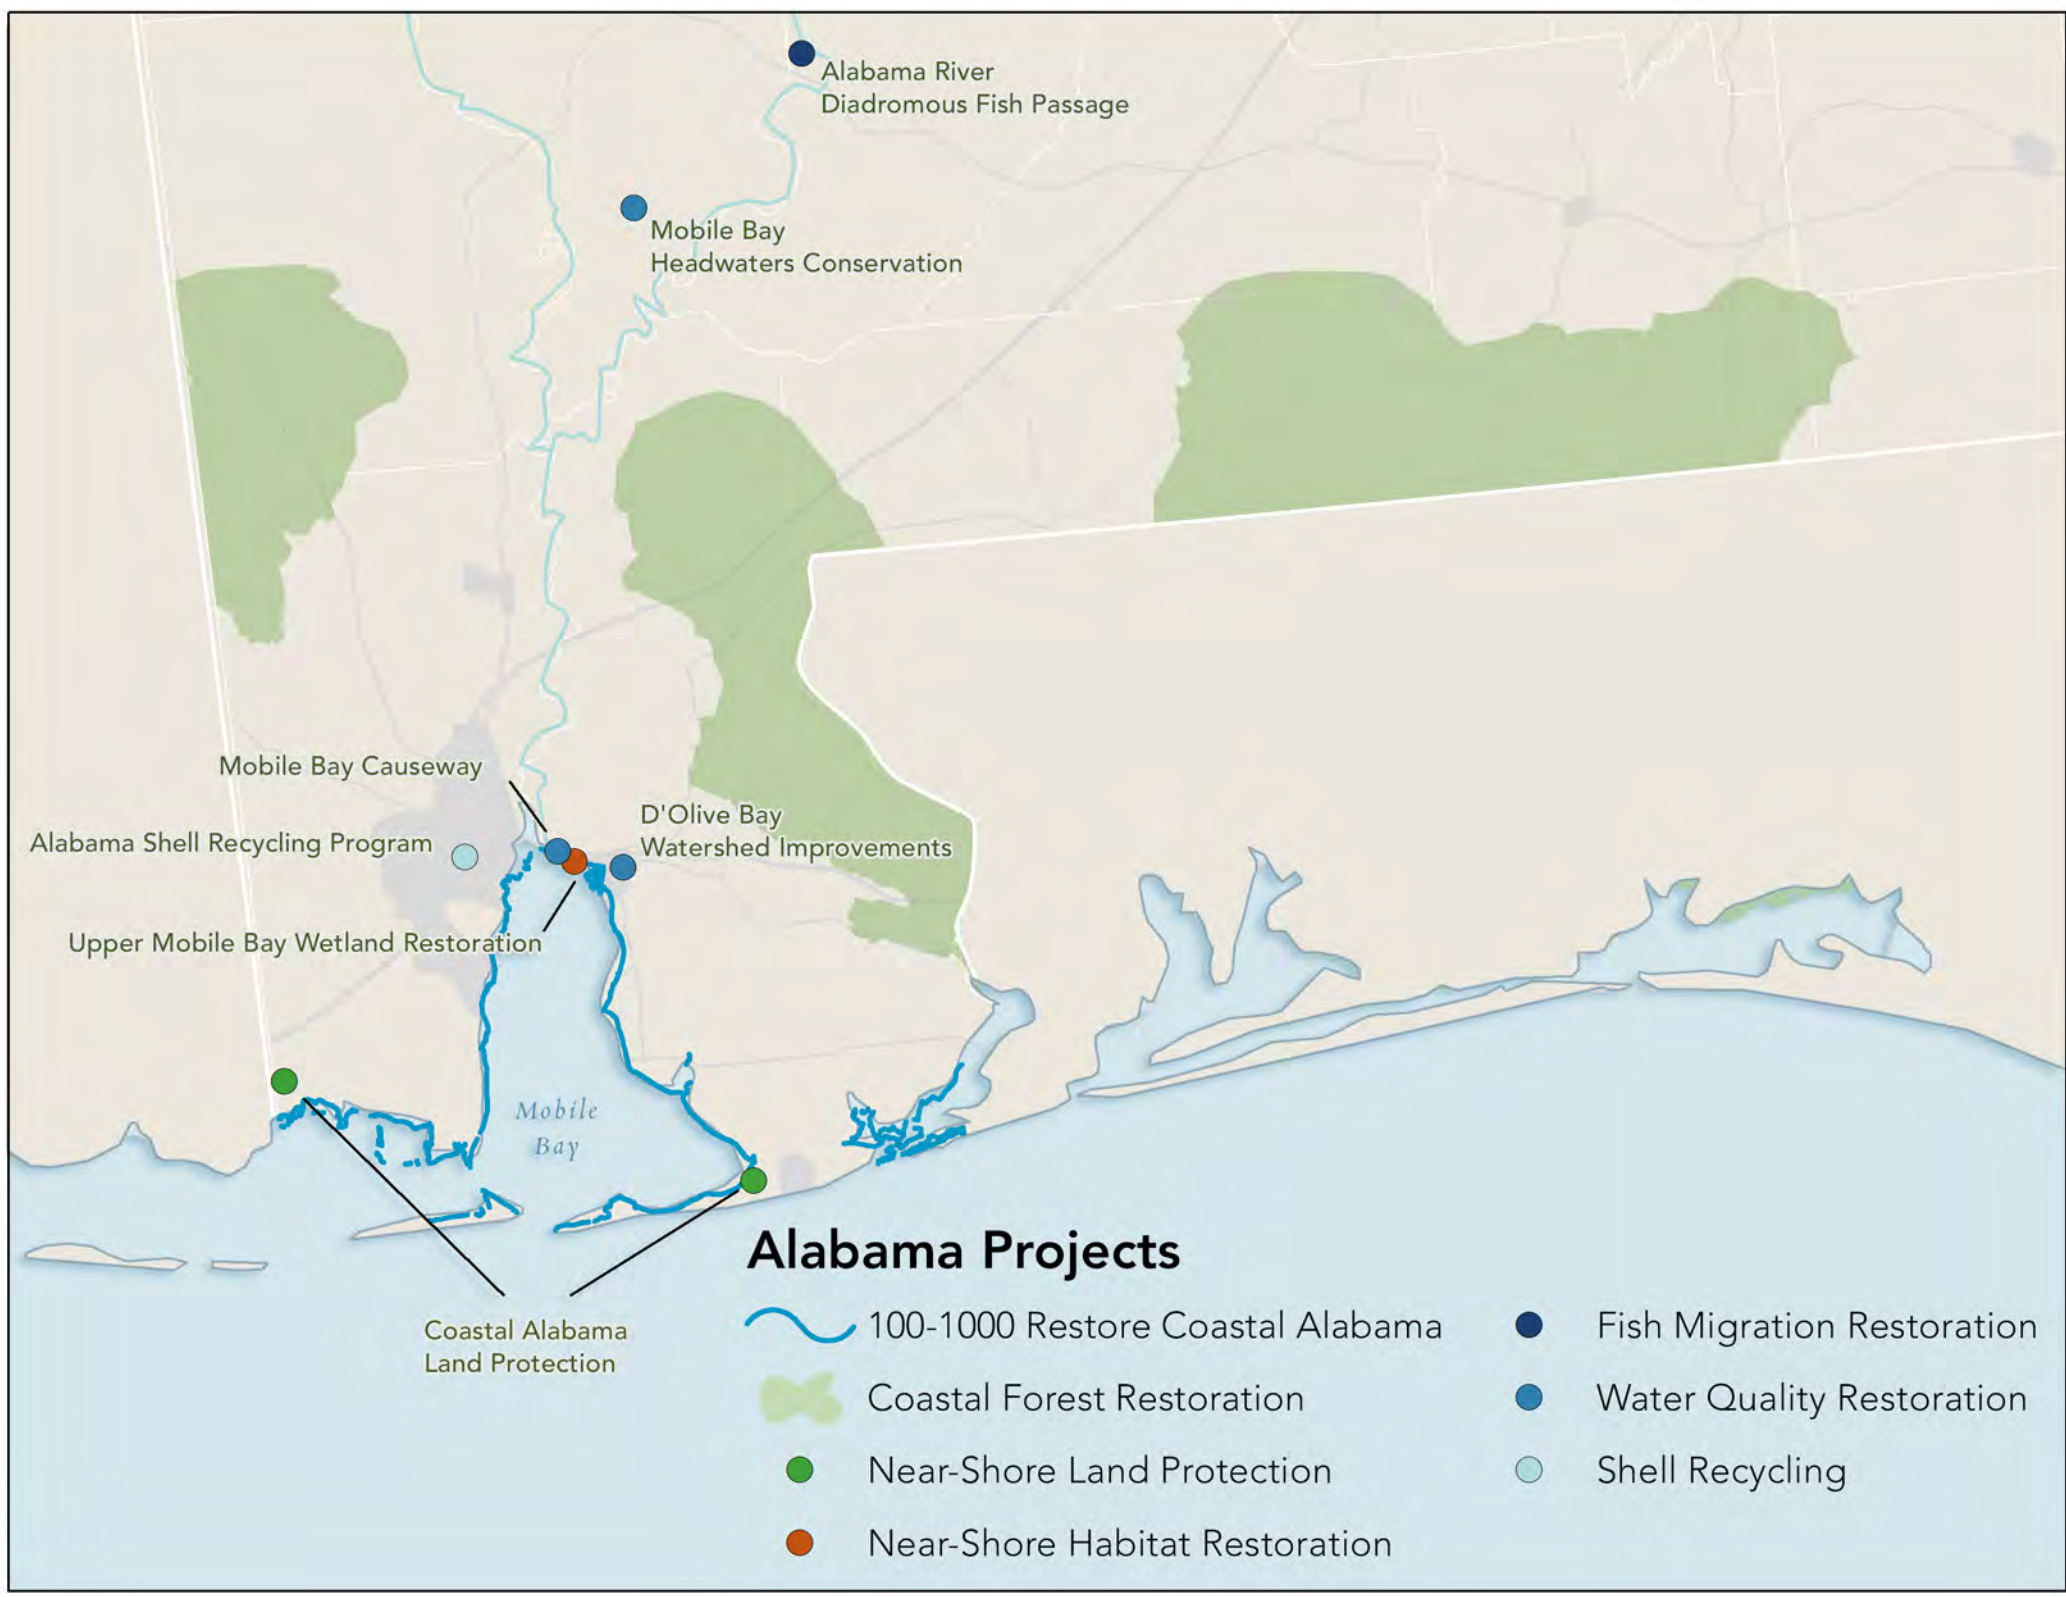 Alabama River
Diadromous Fish Passage
Mobile Bay
Headwaters Conservation
Mobile Bay Causeway
D'Olive Bay
Watershed Improvements
Alabama Shell Recycling Program
Upper Mobile Bay Wetland Restoration
Mobile
Bay
Coastal Alabama
Land Protection
Alabama Projects
100-1000 Restore Coastal Alabama
Coastal Forest Restoration
Near-Shore Land Protection
Near-Shore Habitat Restoration
Fish Migration Restoration
Water Quality Restoration
Shell Recycling